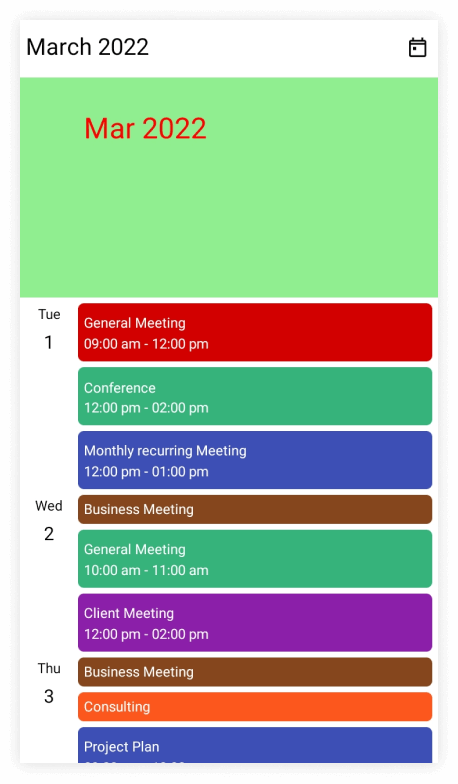 March 2022
Mar 2022
Tue
1
General Meeting
09:00 am - 12:00 pm
Conference
12:00 pm - 02:00 pm
Monthly recurring Meeting
12:00 pm - 01:00 pm
Wed
2
Business Meeting
General Meeting
10:00 am - 11:00 am
Client Meeting
12:00 pm - 02:00 pm
Thu
3
Business Meeting
Consulting
Project Plan